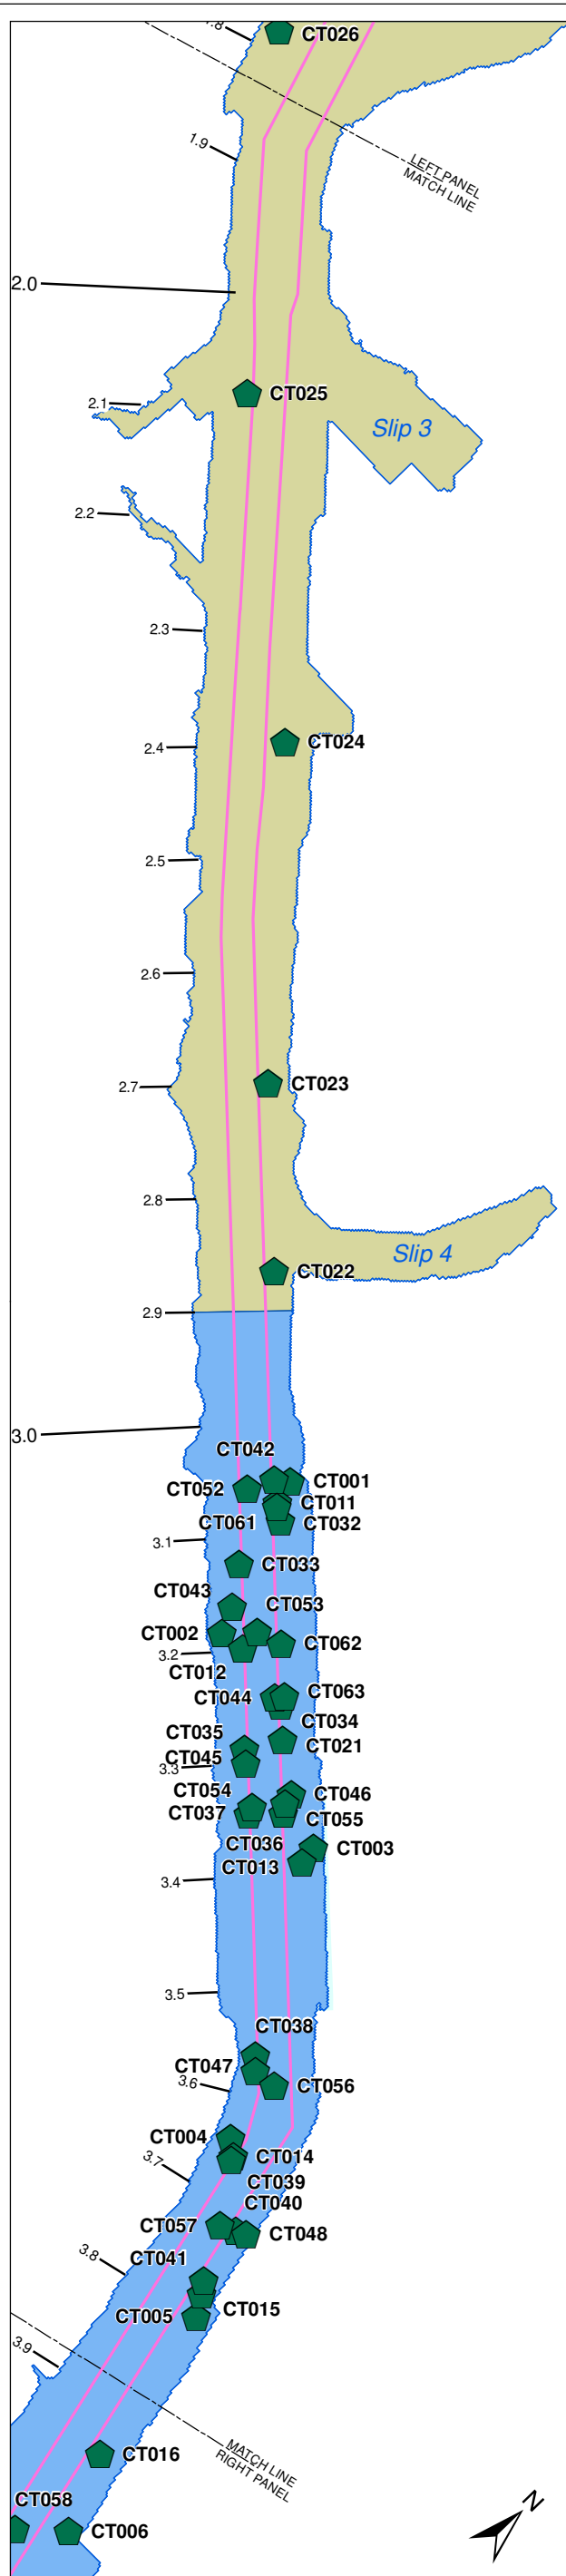 1.8
CT026
1.9
LEFT PANEL
MATCH LINE
2.0
2.1
CT025
Slip 3
2.2
2.3
CT024
2.4
2.5
2.6
CT023
2.7
2.8
Slip 4
CT022
2.9
3.0
CT042
CT001
CT052
CT011
CT061
CT032
3.1
CT033
CT043
CT053
CT002
CT062
3.2
CT012
CT063
CT044
CT034
CT035
CT021
CT045
3.3
CT054
CT046
CT037
CT055
CT036
CT003
CT013
3.4
3.5
CT038
CT047
3.6
CT056
CT004
3.7
CT014
CT039
CT040
CT057
CT048
3.8
CT041
CT015
CT005
3.9
MATCH LINE
RIGHT PANEL
CT016
CT058
CT006
N